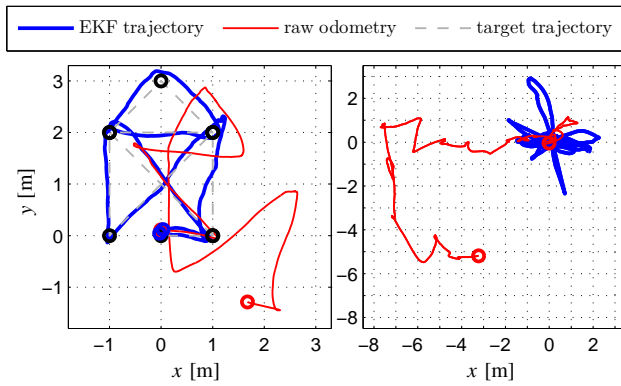 EKF trajectory raw odometry target trajectory
3
2
1
0
−1
y [m]
−1 0 1 2 3
x [m]
2
0
−2
−4
−6
−8
−8 −6 −4 −2 0 2
x [m]